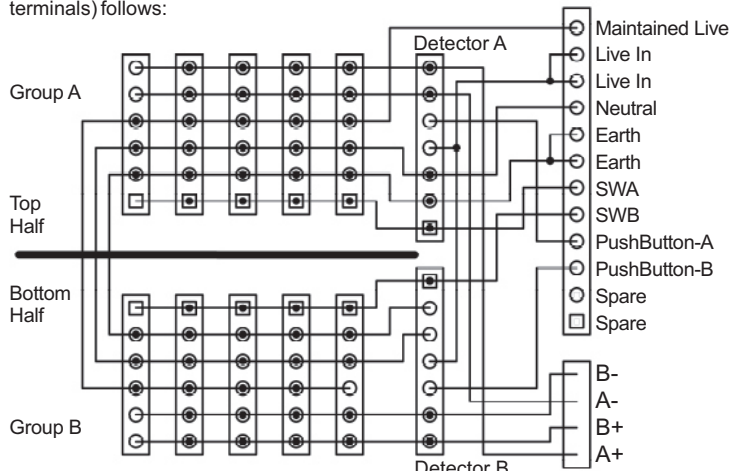 terminals) follows:
Detector A
Group A
Top
Half
Bottom
Half
Group B
Detector B
Maintained Live
Live In
Live In
Neutral
Earth
Earth
SWA
SWB
PushButton-A
PushButton-B
Spare
Spare
B-
A-
B+
A+